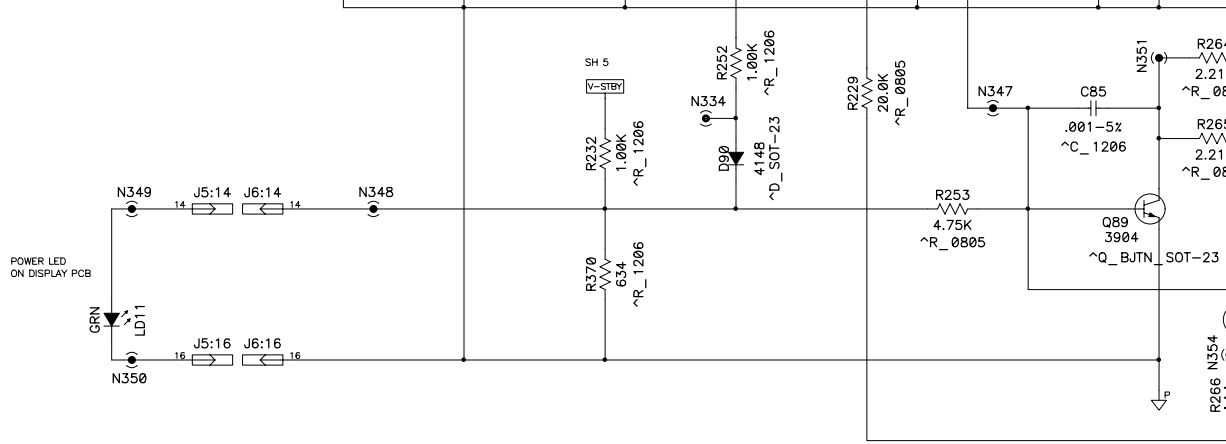 SH 5
V-STBY
R232
1.00K
^R_1206
R252
1.00K
^R_1206
N334
D90
4148
^D_SOT-23
R229
20.0K
^R_0805
N347
C85
.001-5%
^C_1206
N351
R264
2.21
^R_08
R265
2.21
^R_08
N349
J5:14
J6:14
14
14
N348
R253
4.75K
^R_0805
Q89
3904
^Q_BJTN_SOT-23
POWER LED
ON DISPLAY PCB
GRN
LD11
R370
634
^R_1206
N350
J5:16
J6:16
16
16
P
N354
R266